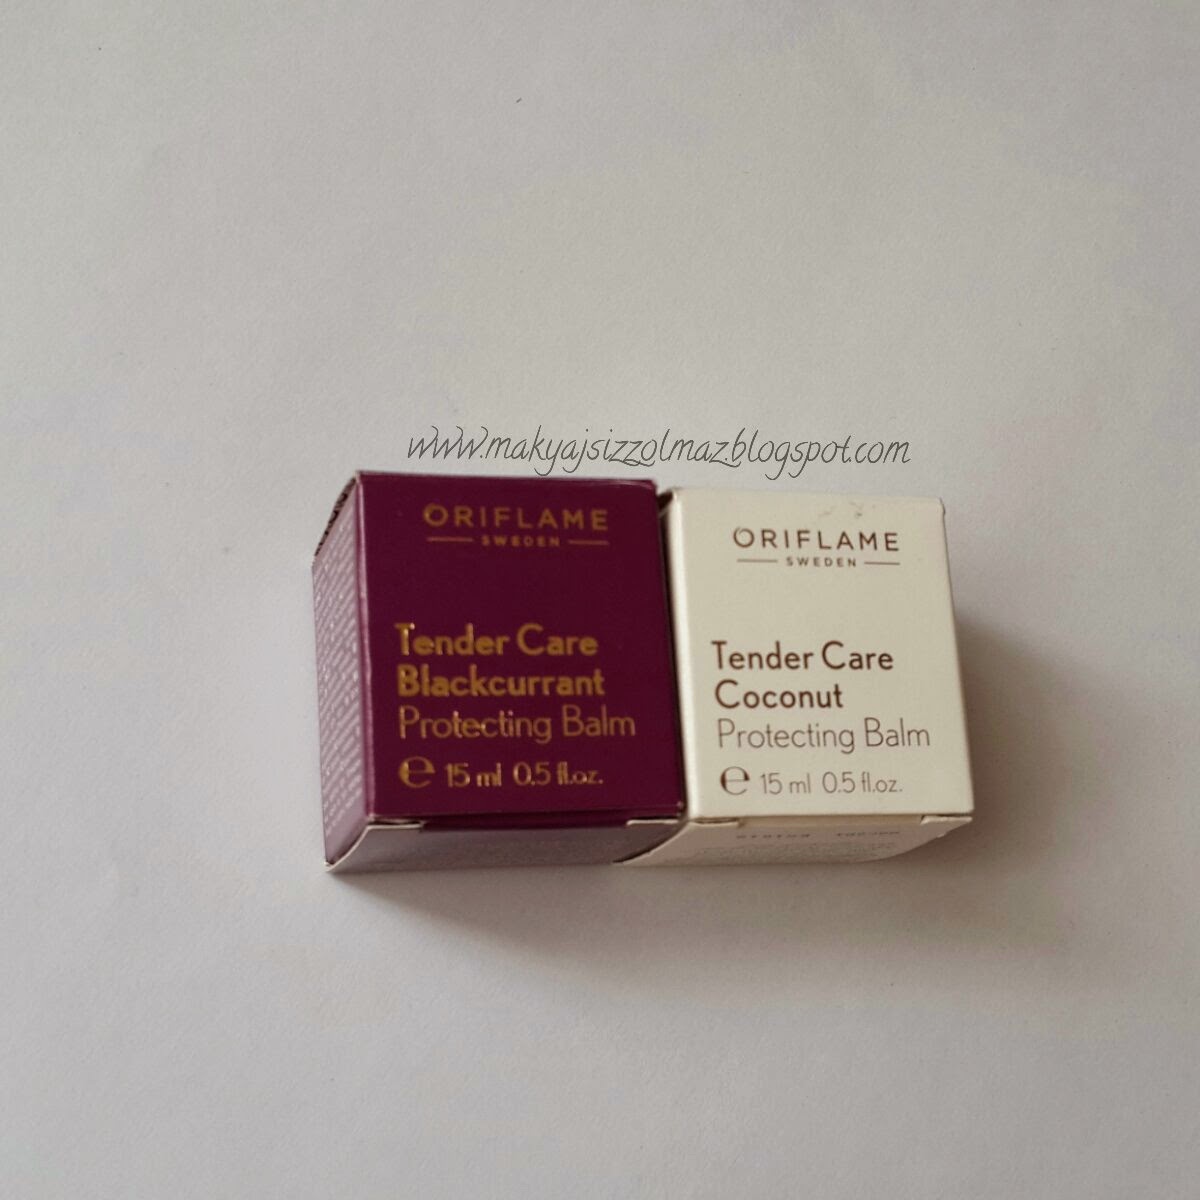 www.makyajsizzolmaz.blogspot.com
ORIFLAME
SWEDEN
Tender Care
Blackcurrant
Protecting Balm
e 15 ml 0.5 fl.oz.
ORIFLAME
SWEDEN
Tender Care
Coconut
Protecting Balm
e 15 ml 0.5 fl.oz.